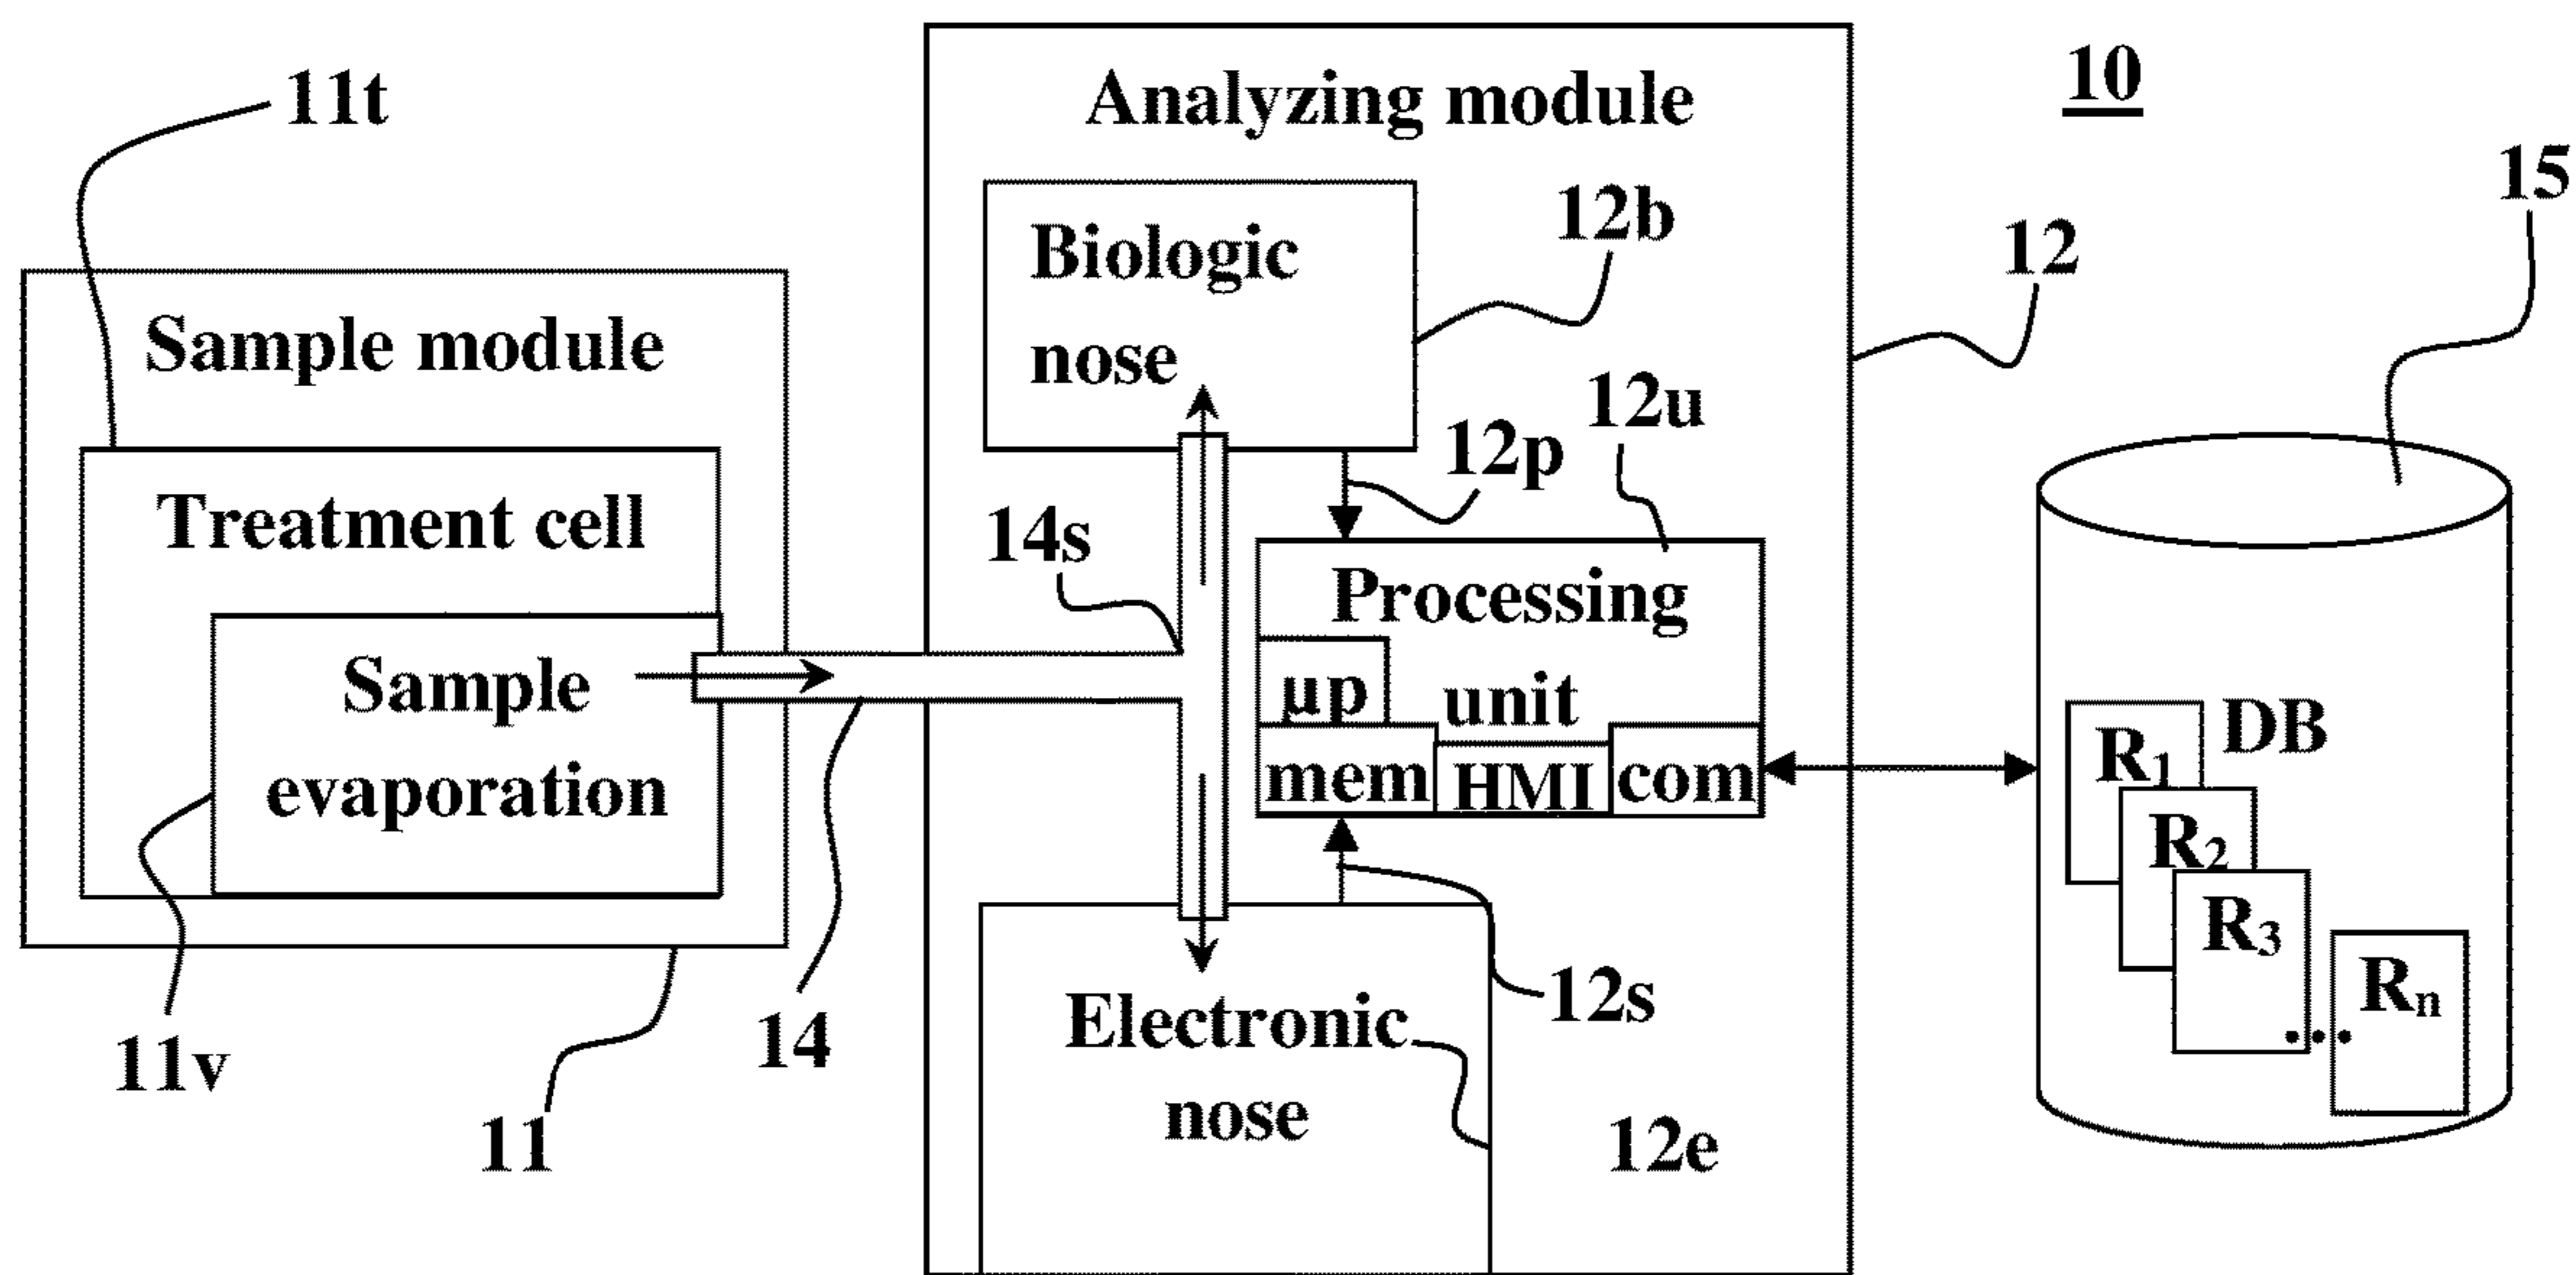 10
11t
Analyzing module
15
12b
12
Biologic
nose
Sample module
12u
12p
Treatment cell
14s
Processing
unit
µp
mem
HMI
com
Sample
evaporation
DB
R1
R2
R3
...
Rn
12s
Electronic
nose
14
11v
11
12e